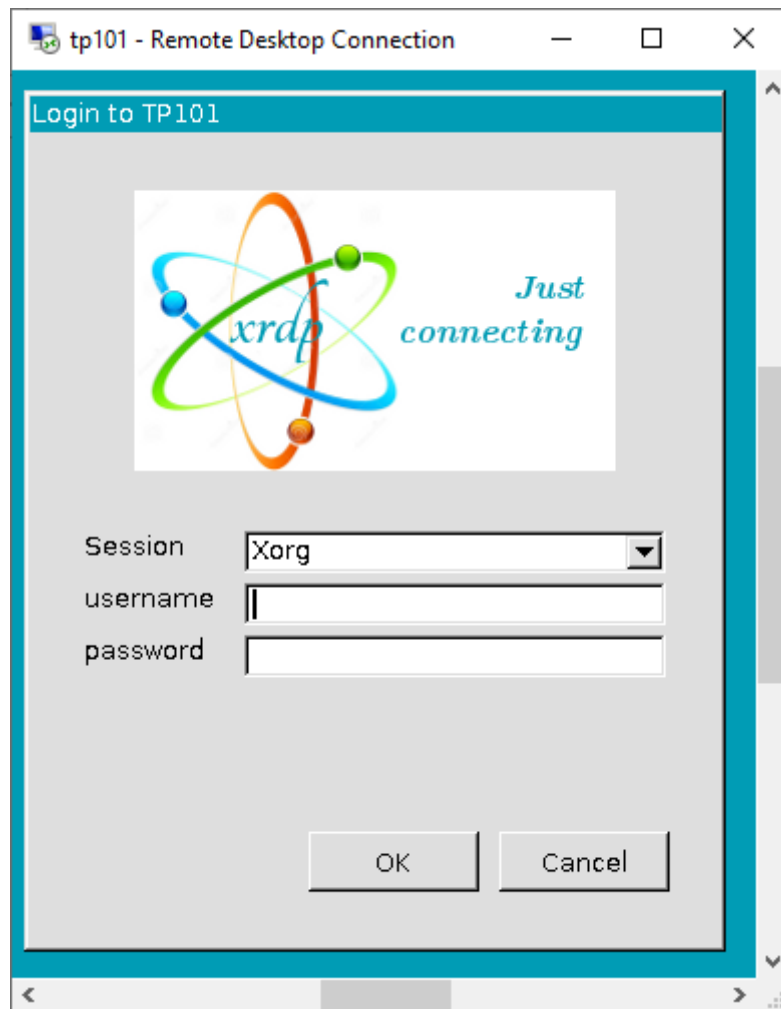 tp101 - Remote Desktop Connection
Login to TP101
xrdp
Just
connecting
Session
Xorg
username
password
OK
Cancel